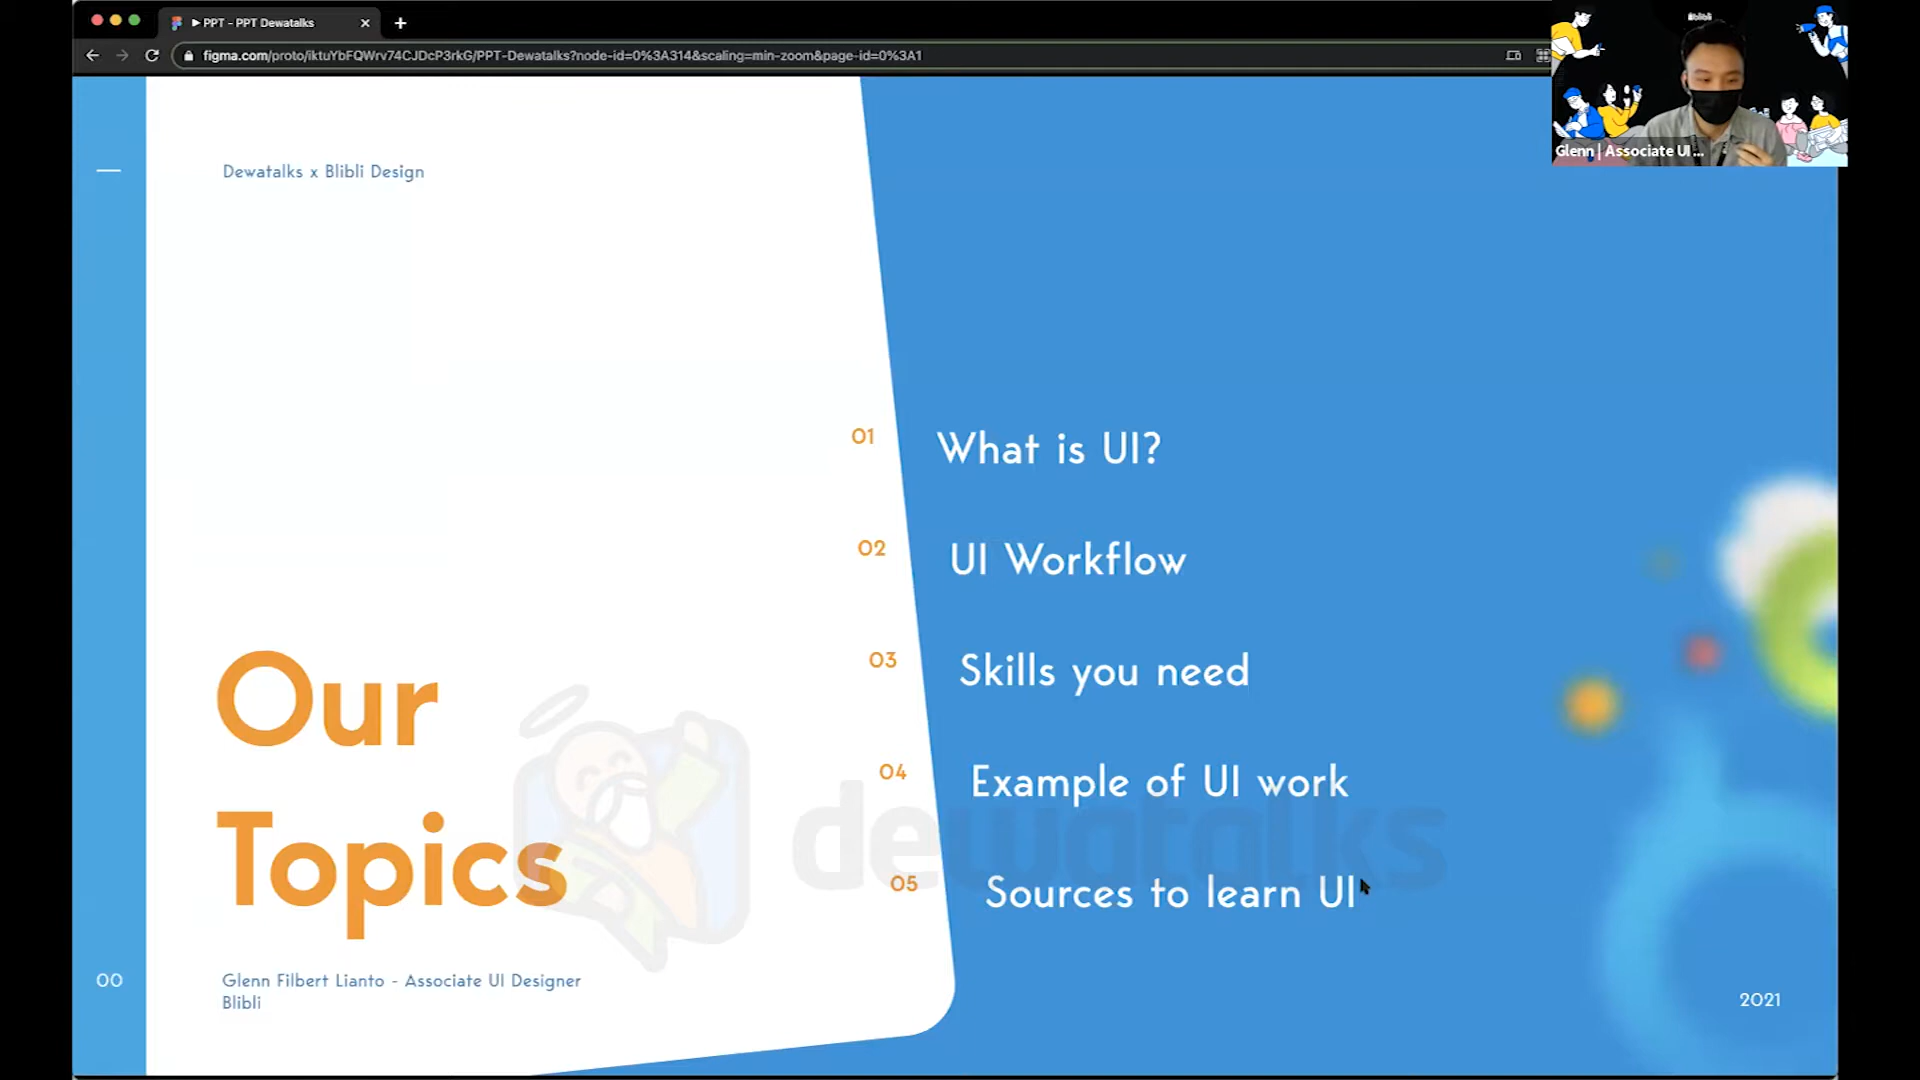 PPT - PPT Dewatalks
figma.com/proto/iktuYbFQWrv74CJDcP3rkG/PPT-Dewatalks?node-id=0%3A314&scaling=min-zoom&page-id=0%3A1
Blibli
Glenn | Associate UI ...
Dewatalks x Blibli Design
01 What is UI?
02 UI Workflow
03 Skills you need
04 Example of UI work
05 Sources to learn UI
Our
Topics
dewatalks
00
Glenn Filbert Lianto - Associate UI Designer
Blibli
2021